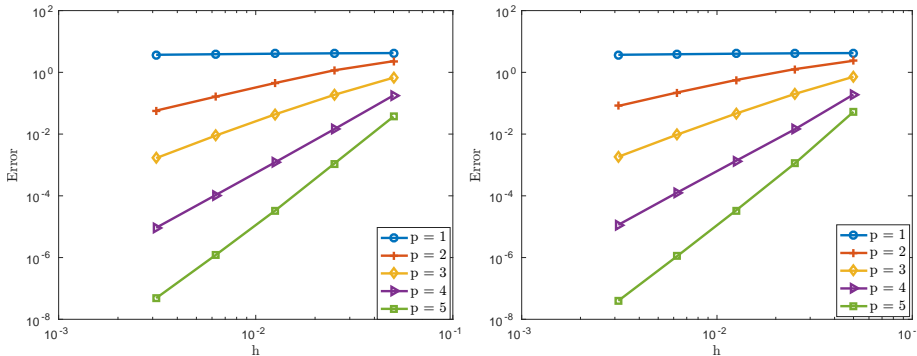 10^2
10^0
10^-2
10^-4
10^-6
10^-8
Error
10^-3
10^-2
10^-1
h
p = 1
p = 2
p = 3
p = 4
p = 5
10^2
10^0
10^-2
10^-4
10^-6
10^-8
Error
10^-3
10^-2
10^-1
h
p = 1
p = 2
p = 3
p = 4
p = 5